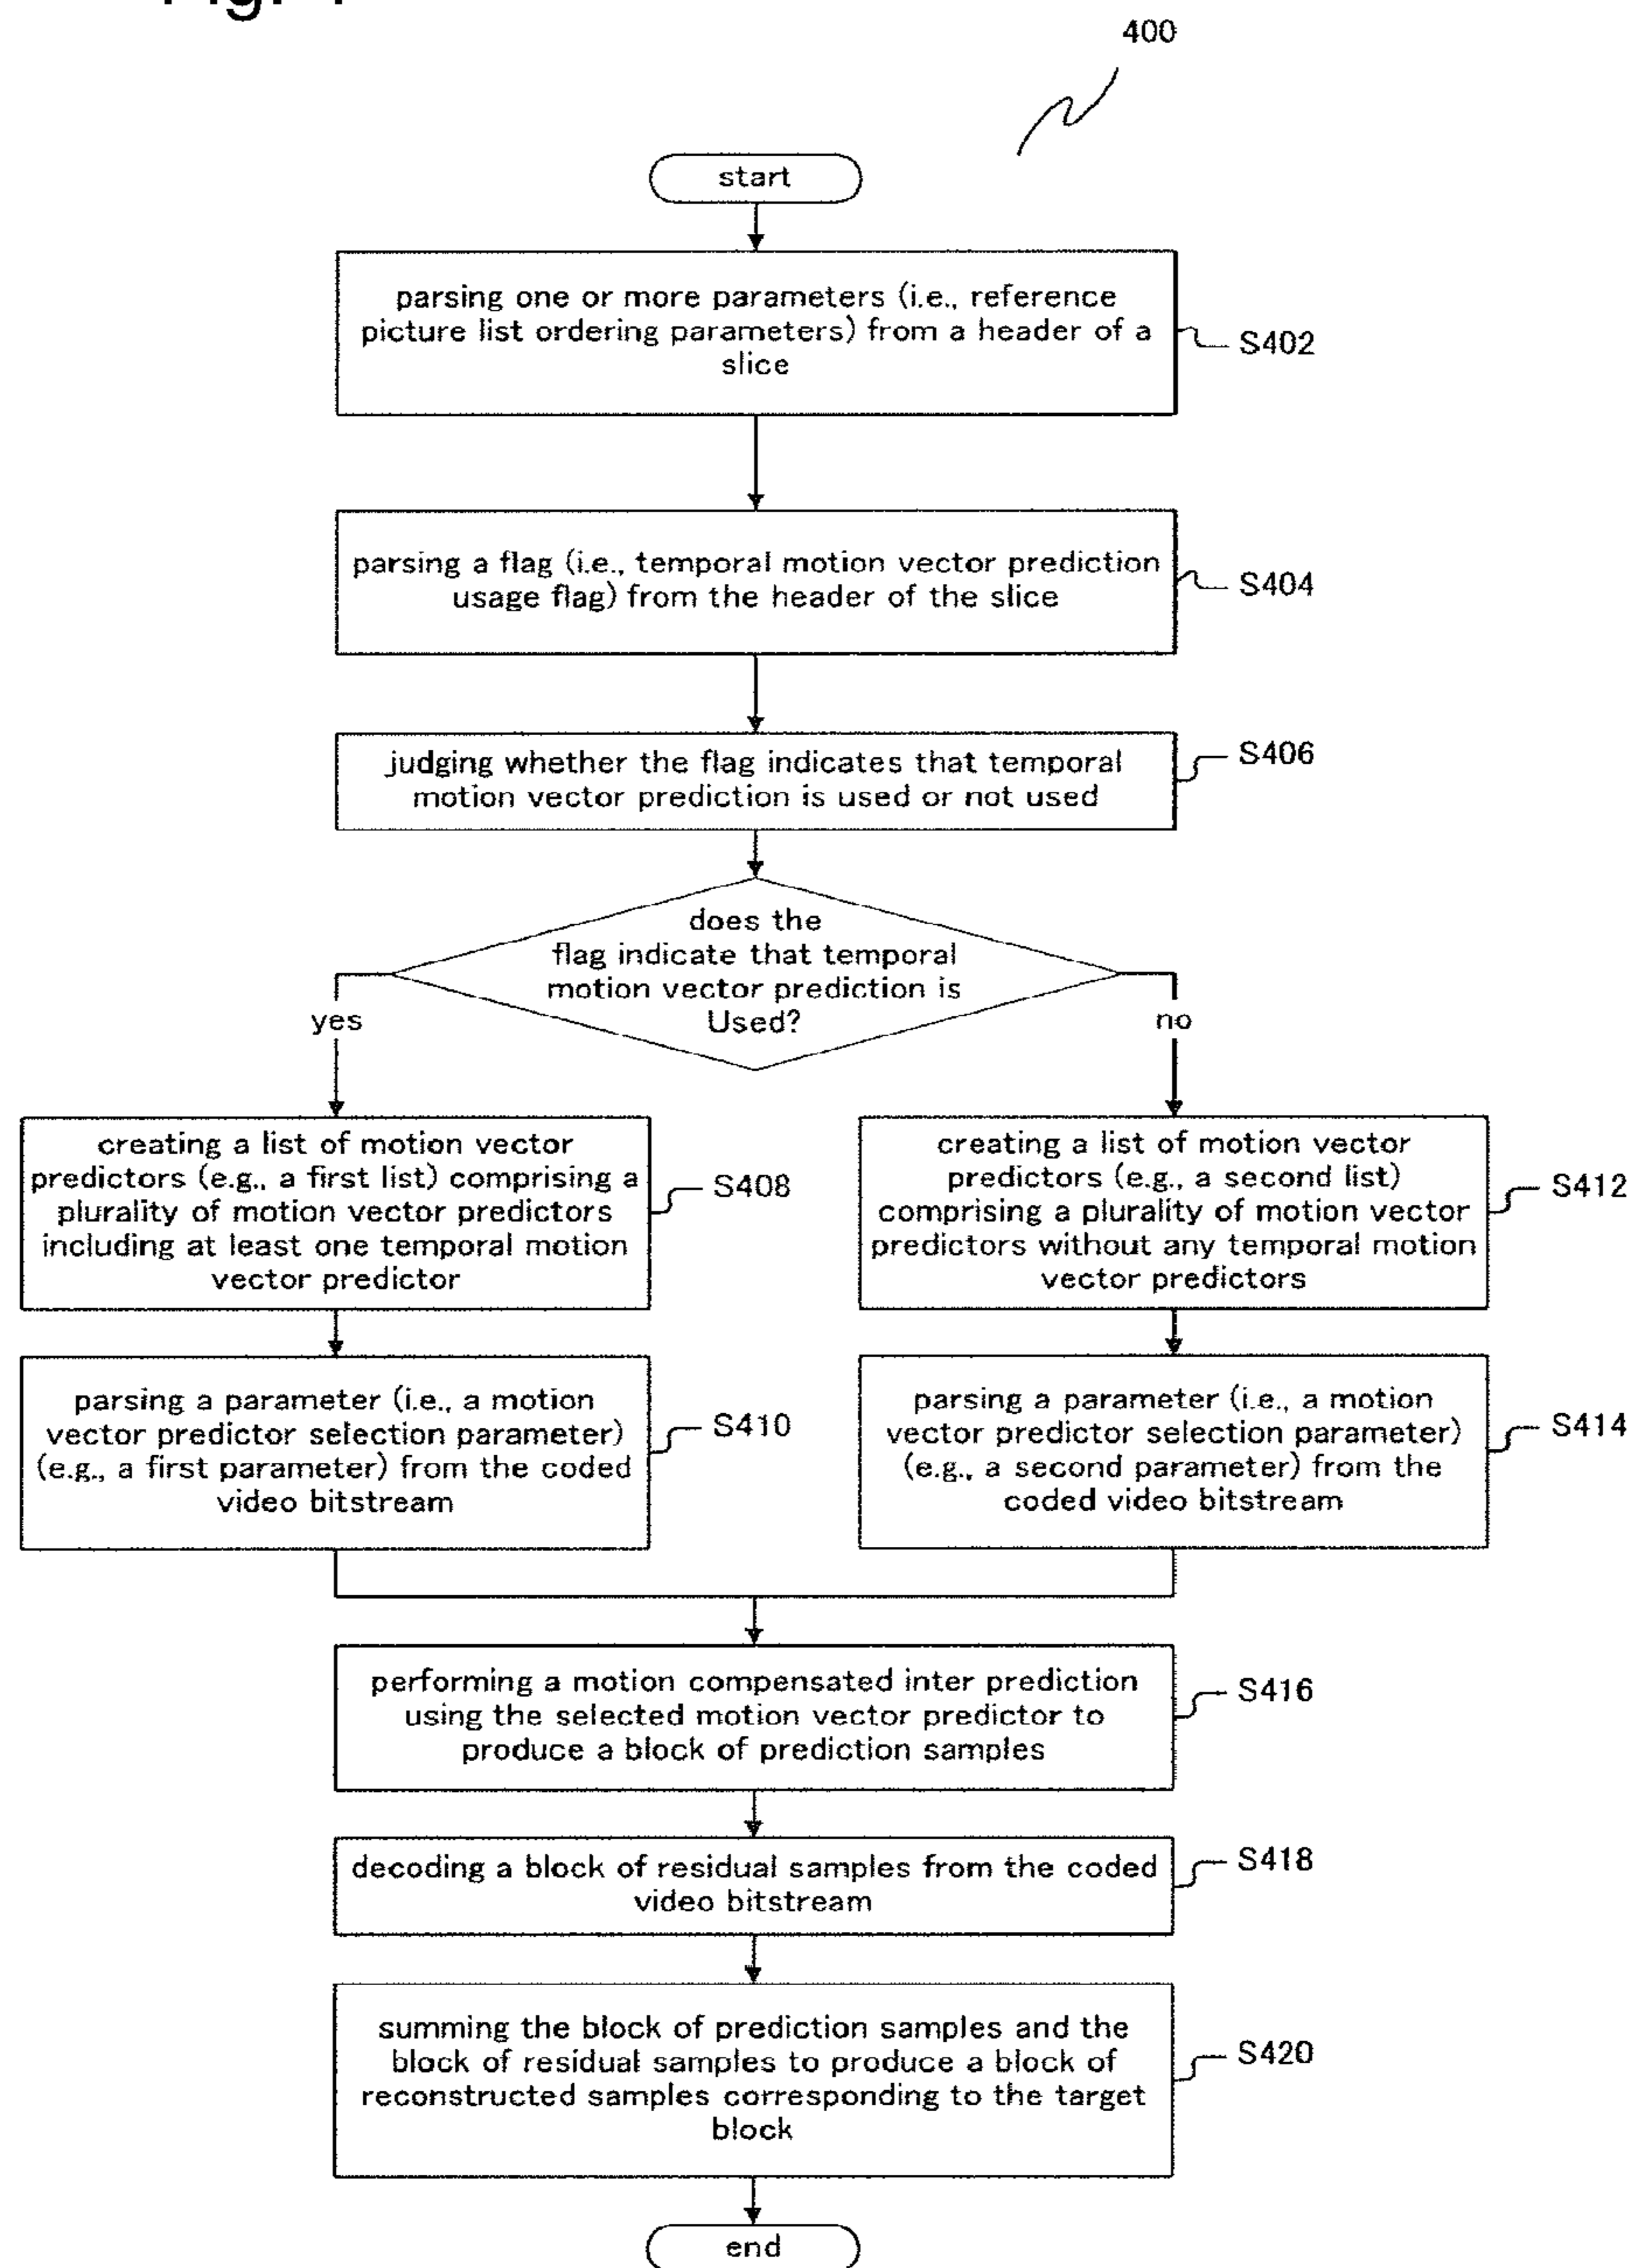 400
start
parsing one or more parameters (i.e., reference
picture list ordering parameters) from a header of a
slice
S402
parsing a flag (i.e., temporal motion vector prediction
usage flag) from the header of the slice
S404
judging whether the flag indicates that temporal
motion vector prediction is used or not used
S406
does the
flag indicate that temporal
motion vector prediction is
Used?
yes
no
creating a list of motion vector
predictors (e.g., a first list) comprising a
plurality of motion vector predictors
including at least one temporal motion
vector predictor
S408
creating a list of motion vector
predictors (e.g., a second list)
comprising a plurality of motion vector
predictors without any temporal motion
vector predictors
S412
parsing a parameter (i.e., a motion
vector predictor selection parameter)
(e.g., a first parameter) from the coded
video bitstream
S410
parsing a parameter (i.e., a motion
vector predictor selection parameter)
(e.g., a second parameter) from the
coded video bitstream
S414
performing a motion compensated inter prediction
using the selected motion vector predictor to
produce a block of prediction samples
S416
decoding a block of residual samples from the coded
video bitstream
S418
summing the block of prediction samples and the
block of residual samples to produce a block of
reconstructed samples corresponding to the target
block
S420
end